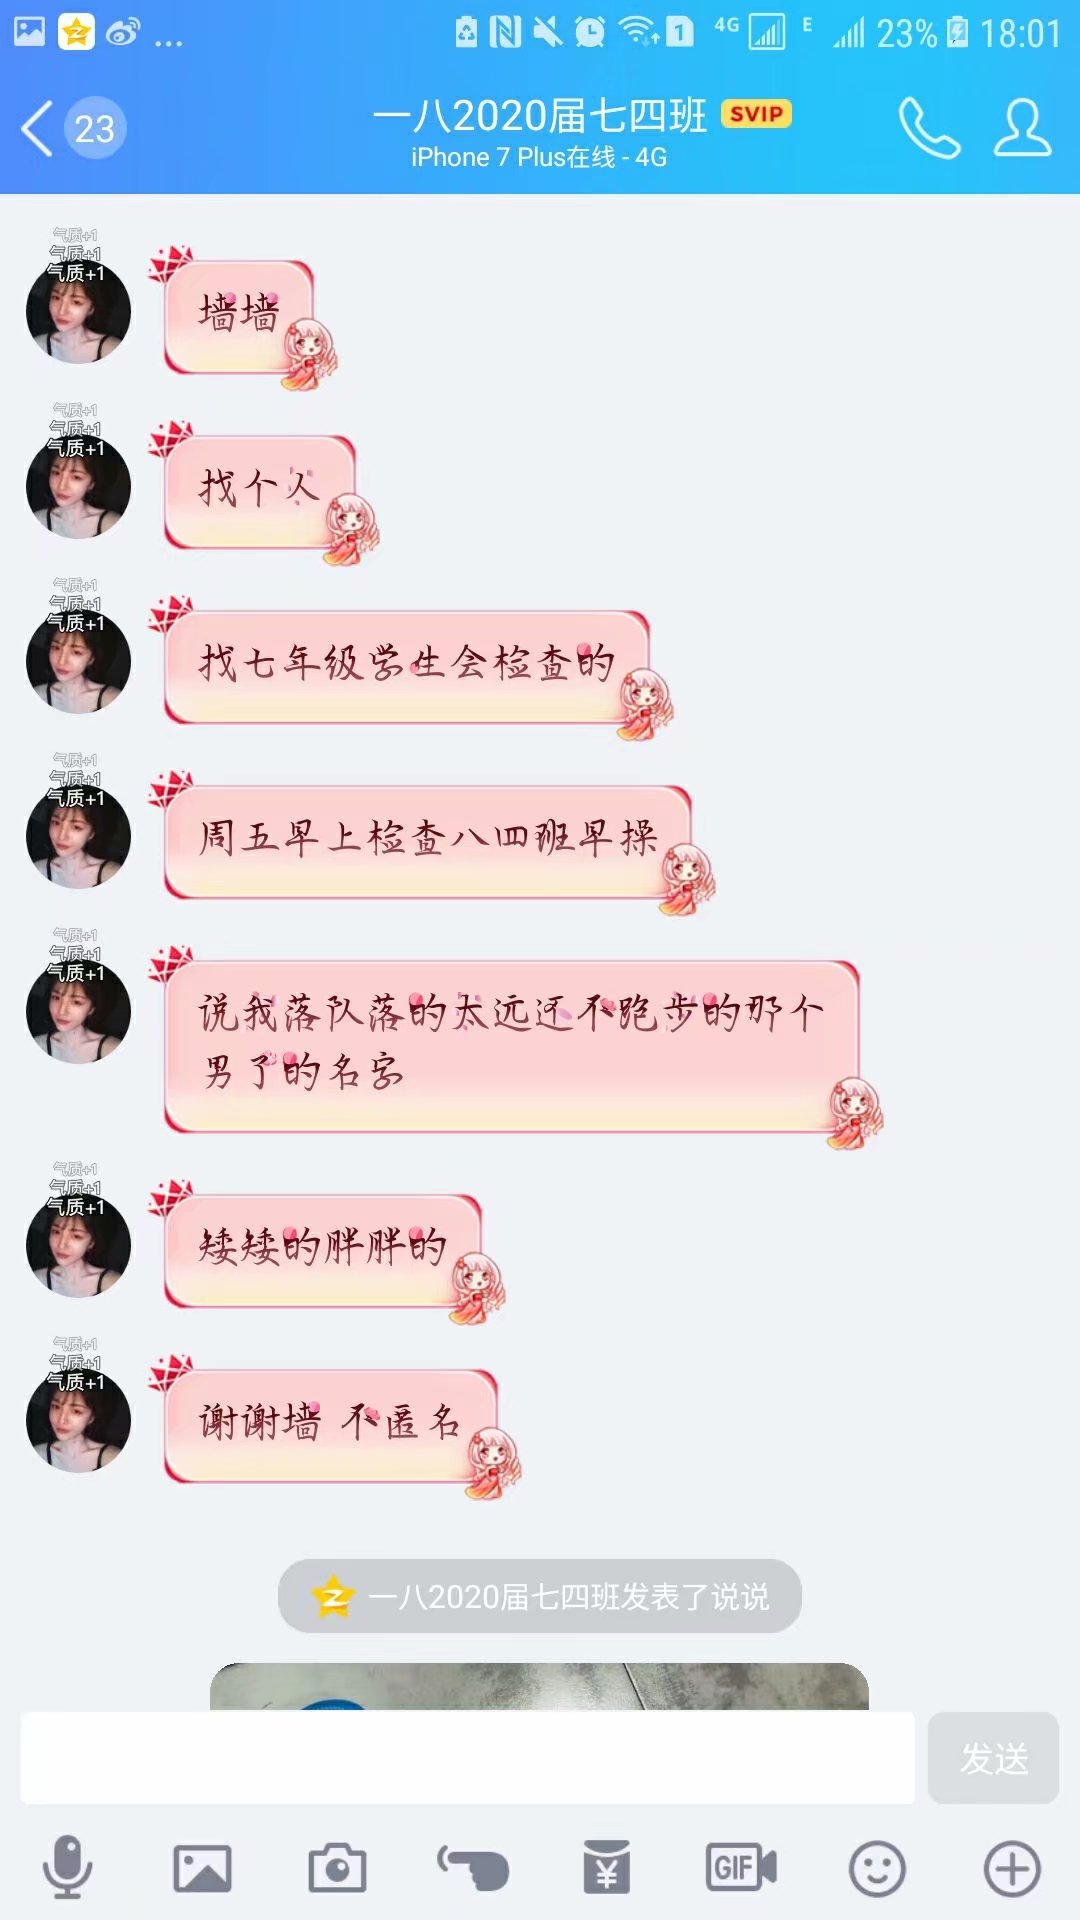 23% 18:01
4G E
23
一八2020届七四班 SVIP
iPhone 7 Plus在线 - 4G
气质+1
气质+1
气质+1
墙墙
气质+1
气质+1
气质+1
找个人
气质+1
气质+1
气质+1
找七年级学生会检查的
气质+1
气质+1
气质+1
周五早上检查八四班早操
气质+1
气质+1
气质+1
说我落队落的太远还不跑步的那个
男了的名字
气质+1
气质+1
气质+1
矮矮的胖胖的
气质+1
气质+1
气质+1
谢谢墙 不匿名
一八2020届七四班发表了说说
发送
GIF